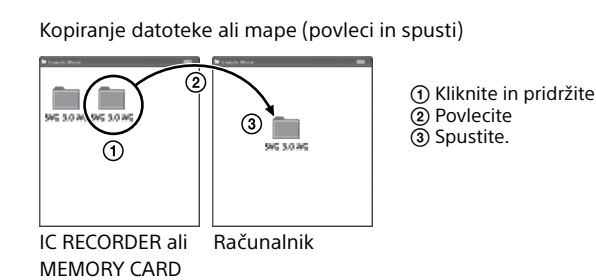 Kopiranje datoteke ali mape (povleci in spusti)
② 
① Kliknite in pridržite
② Povlecite
③ Spustite.
③
①
IC RECORDER ali
MEMORY CARD
Računalnik